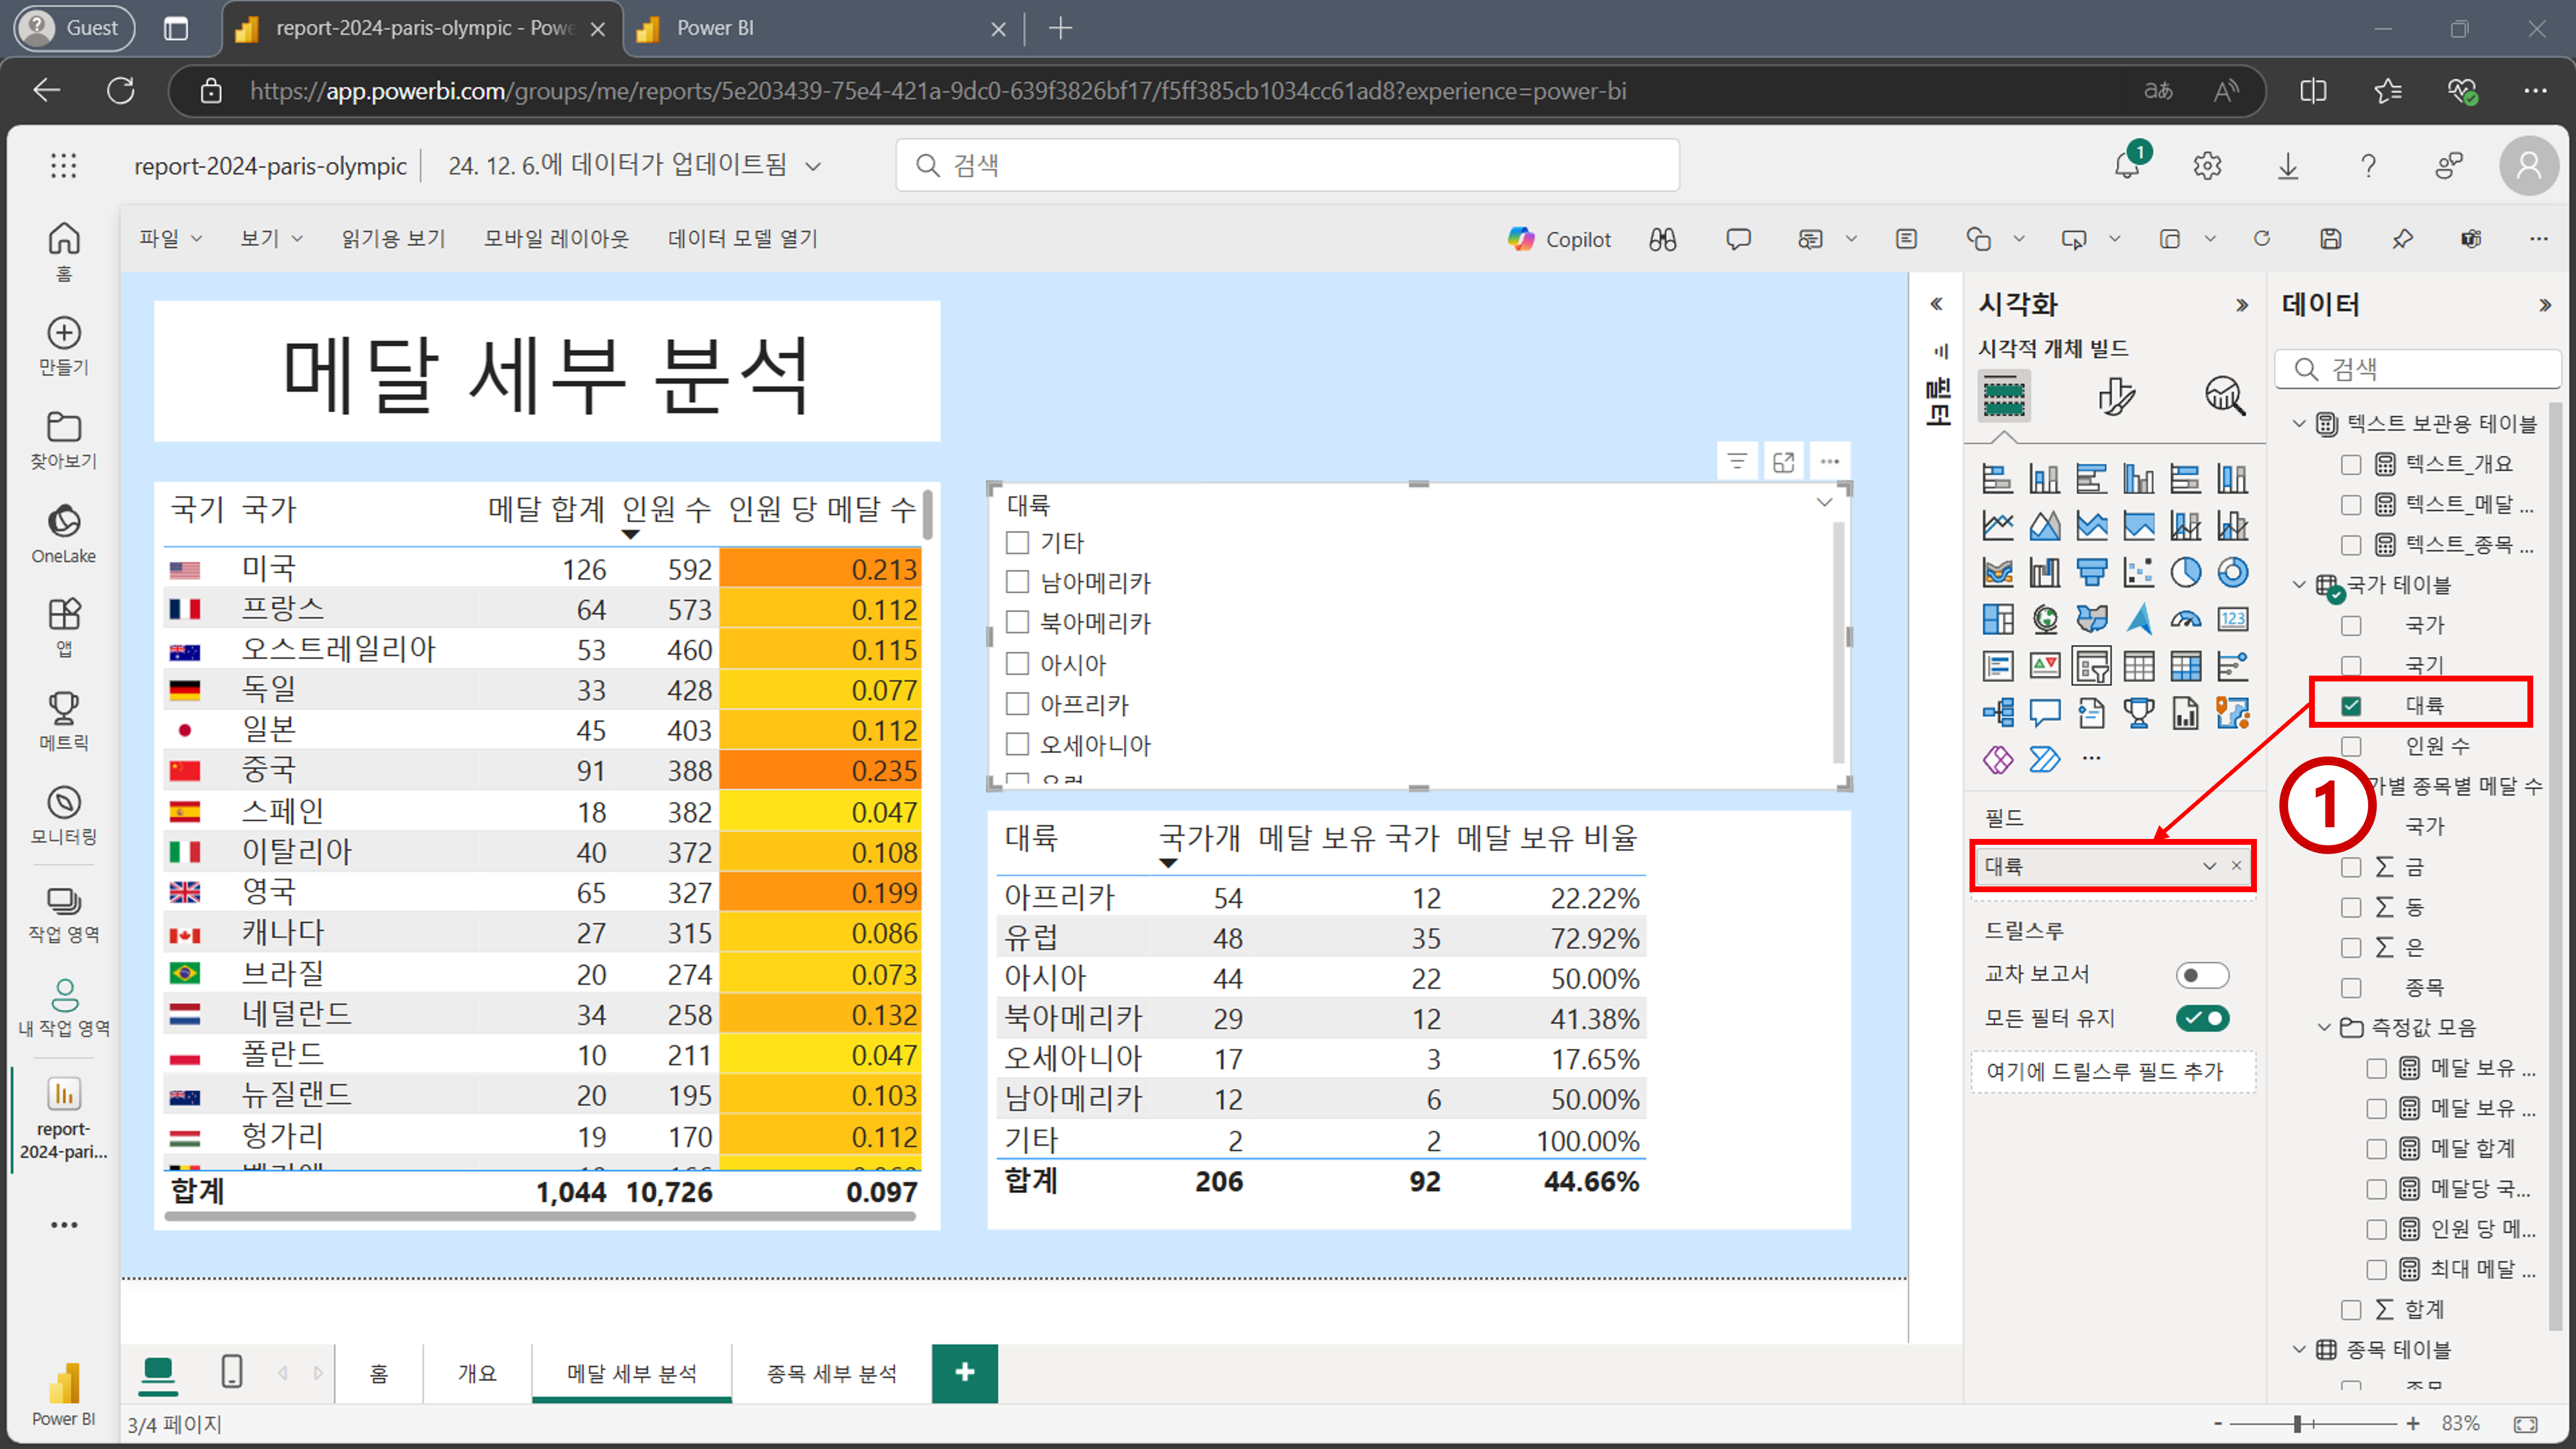 Guest
report-2024-paris-olympic - Powe
Power BI
https://app.powerbi.com/groups/me/reports/5e203439-75e4-421a-9dc0-639f3826bf17/f5ff385cb1034cc61ad8?experience=power-bi
report-2024-paris-olympic
24. 12. 6.에 데이터가 업데이트됨
검색
1
파일
보기
읽기용 보기
모바일 레이아웃
데이터 모델 열기
Copilot
홈
만들기
찾아보기
OneLake
앱
메트릭
모니터링
작업 영역
내 작업 영역
report-
2024-pari...
Power BI
메달 세부 분석
국기 국가 메달 합계 인원 수 인원 당 메달 수
미국 126 592 0.213
프랑스 64 573 0.112
오스트레일리아 53 460 0.115
독일 33 428 0.077
일본 45 403 0.112
중국 91 388 0.235
스페인 18 382 0.047
이탈리아 40 372 0.108
영국 65 327 0.199
캐나다 27 315 0.086
브라질 20 274 0.073
네덜란드 34 258 0.132
폴란드 10 211 0.047
뉴질랜드 20 195 0.103
헝가리 19 170 0.112
합계 1,044 10,726 0.097
대륙
기타
남아메리카
북아메리카
아시아
아프리카
오세아니아
유럽
대륙 국가개 메달 보유 국가 메달 보유 비율
아프리카 54 12 22.22%
유럽 48 35 72.92%
아시아 44 22 50.00%
북아메리카 29 12 41.38%
오세아니아 17 3 17.65%
남아메리카 12 6 50.00%
기타 2 2 100.00%
합계 206 92 44.66%
필터
시각화
시각적 개체 빌드
123
필드
대륙
드릴스루
교차 보고서
모든 필터 유지
여기에 드릴스루 필드 추가
데이터
검색
텍스트 보관용 테이블
텍스트_개요
텍스트_메달 ...
텍스트_종목 ...
국가 테이블
국가
국기
대륙
인원 수
1
가별 종목별 메달 수
국가
금
동
은
종목
측정값 모음
메달 보유 ...
메달 보유 ...
메달 합계
메달당 국...
인원 당 메...
최대 메달 ...
합계
종목 테이블
홈
개요
메달 세부 분석
종목 세부 분석
+
3/4 페이지
- + 83%